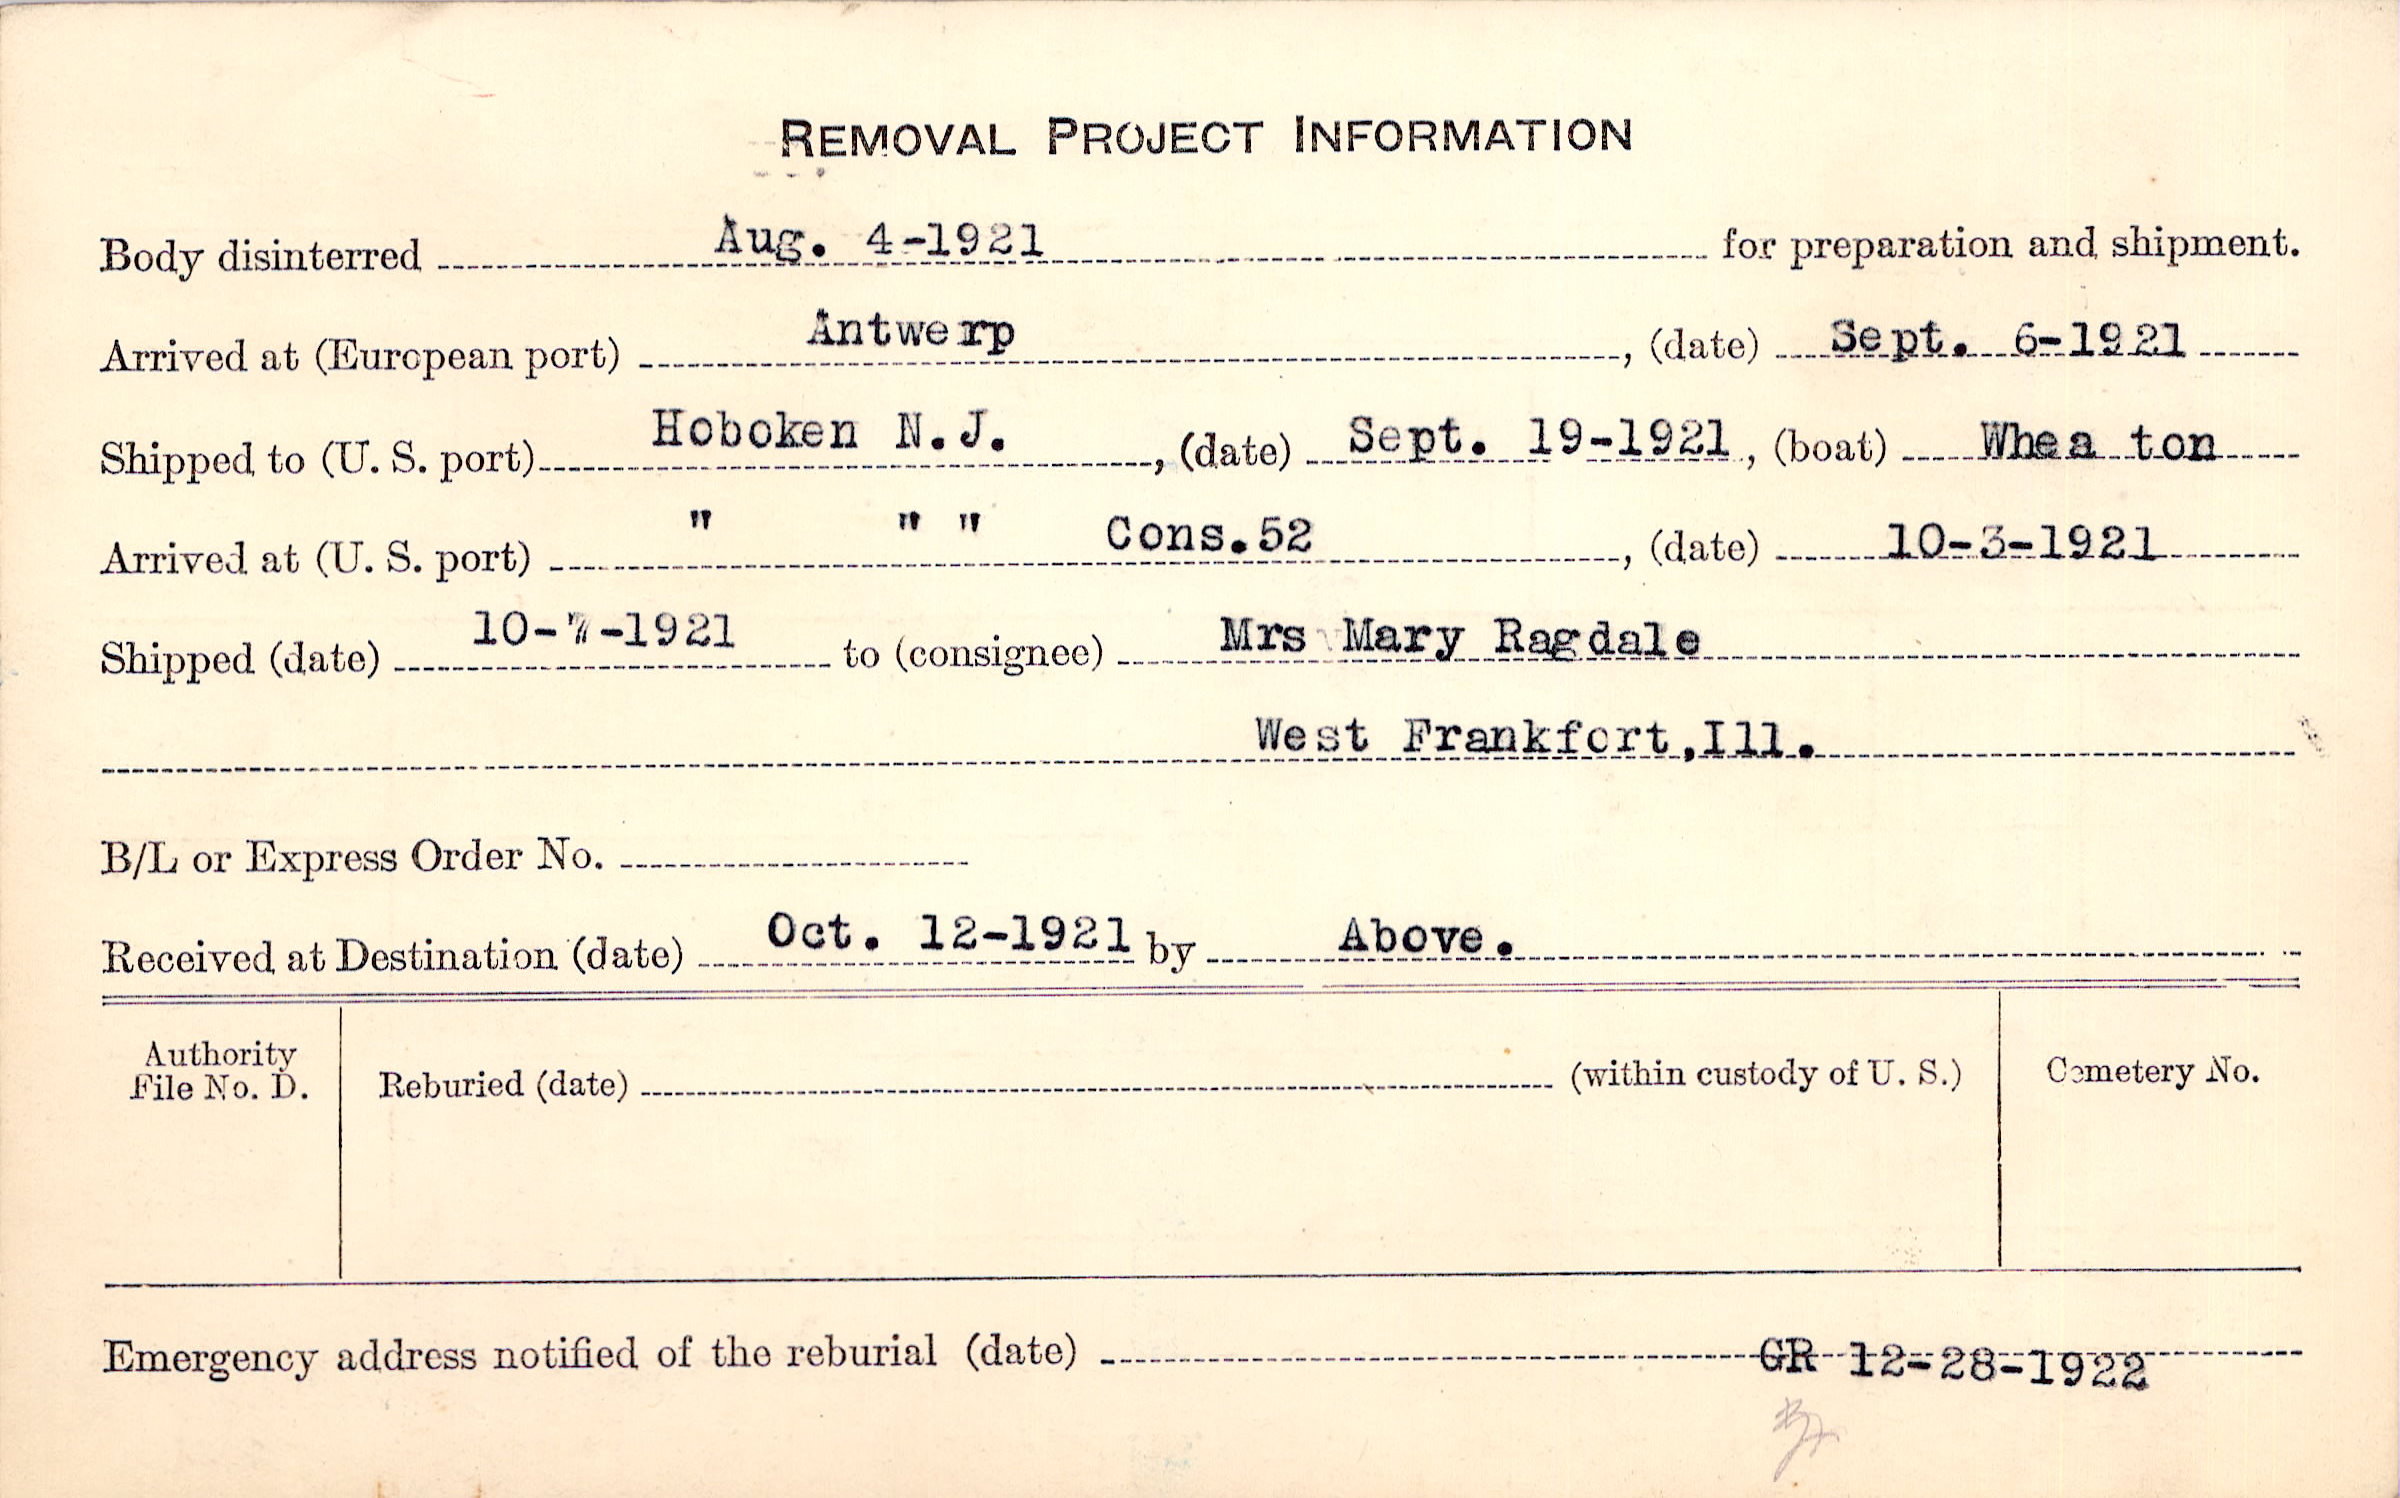 REMOVAL PROJECT INFORMATION
Body disinterred Aug. 4-1921 for preparation and shipment.
Arrived at (European port) Antwerp , (date) Sept. 6-1921
Shipped to (U. S. port) Hoboken N.J. , (date) Sept. 19-1921 , (boat) Whea ton
Arrived at (U. S. port) " " " Cons.52 , (date) 10-3-1921
Shipped (date) 10-7-1921 to (consignee) Mrs Mary Ragdale
West Frankfort,Ill.
B/L or Express Order No.
Received at Destination (date) Oct. 12-1921 by Above.
Authority
File No. D.
Reburied (date) (within custody of U. S.)
Cemetery No.
Emergency address notified of the reburial (date) GR 12-28-1922